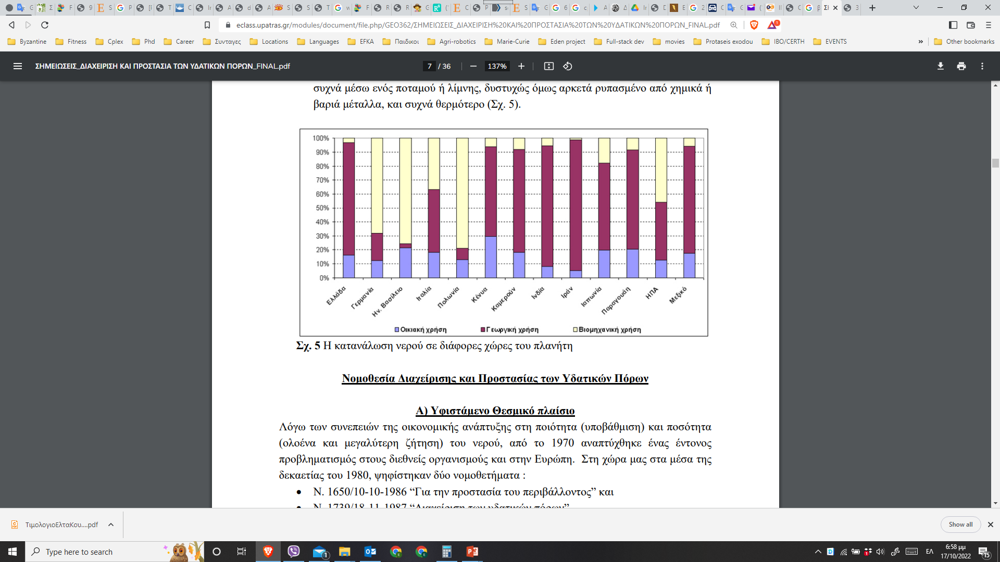 eclass.upatras.gr/modules/document/file.php/GEO362/ΣΗΜΕΙΩΣΕΙΣ_ΔΙΑΧΕΙΡΙΣΗ%20ΚΑΙ%20ΠΡΟΣΤΑΣΙΑ%20ΤΩΝ%20ΥΔΑΤΙΚΩΝ%20ΠΟΡΩΝ_FINAL.pdf
Byzantine Fitness Cplex Phd Career Συνταγες Locations Languages EFKA Παιδικοι Agri-robotics Marie-Curie Eden project Full-stack dev movies Protaseis exodou IBO/CERTH EVENTS » Other bookmarks
ΣΗΜΕΙΩΣΕΙΣ_ΔΙΑΧΕΙΡΙΣΗ ΚΑΙ ΠΡΟΣΤΑΣΙΑ ΤΩΝ ΥΔΑΤΙΚΩΝ ΠΟΡΩΝ_FINAL.pdf 7 / 36 137%
συχνά μέσω ενός ποταμού ή λίμνης, δυστυχώς όμως αρκετά ρυπασμένο από χημικά ή
βαριά μέταλλα, και συχνά θερμότερο (Σχ. 5).
100%
90%
80%
70%
60%
50%
40%
30%
20%
10%
0%
Ελλάδα Γερμανία Ην. Βασίλειο Ιταλία Πολωνία Κένυα Καμερούν Ινδία Ιράν Ιαπωνία Παραγουάη ΗΠΑ Μεξικό
Οικιακή χρήση Γεωργική χρήση Βιομηχανική χρήση
Σχ. 5 Η κατανάλωση νερού σε διάφορες χώρες του πλανήτη
Νομοθεσία Διαχείρισης και Προστασίας των Υδατικών Πόρων
Α) Υφιστάμενο Θεσμικό πλαίσιο
Λόγω των συνεπειών της οικονομικής ανάπτυξης στη ποιότητα (υποβάθμιση) και ποσότητα
(ολοένα και μεγαλύτερη ζήτηση) του νερού, από το 1970 αναπτύχθηκε ένας έντονος
προβληματισμός στους διεθνείς οργανισμούς και στην Ευρώπη. Στη χώρα μας στα μέσα της
δεκαετίας του 1980, ψηφίστηκαν δύο νομοθετήματα :
• Ν. 1650/10-10-1986 “Για την προστασία του περιβάλλοντος” και
• Ν. 1739/18-11-1987 “Διαχείριση των υδατικών πόρων”
ΤιμολογιοΕλταΚου....pdf Show all
Type here to search
ΕΛ 6:58 μμ
17/10/2022 15